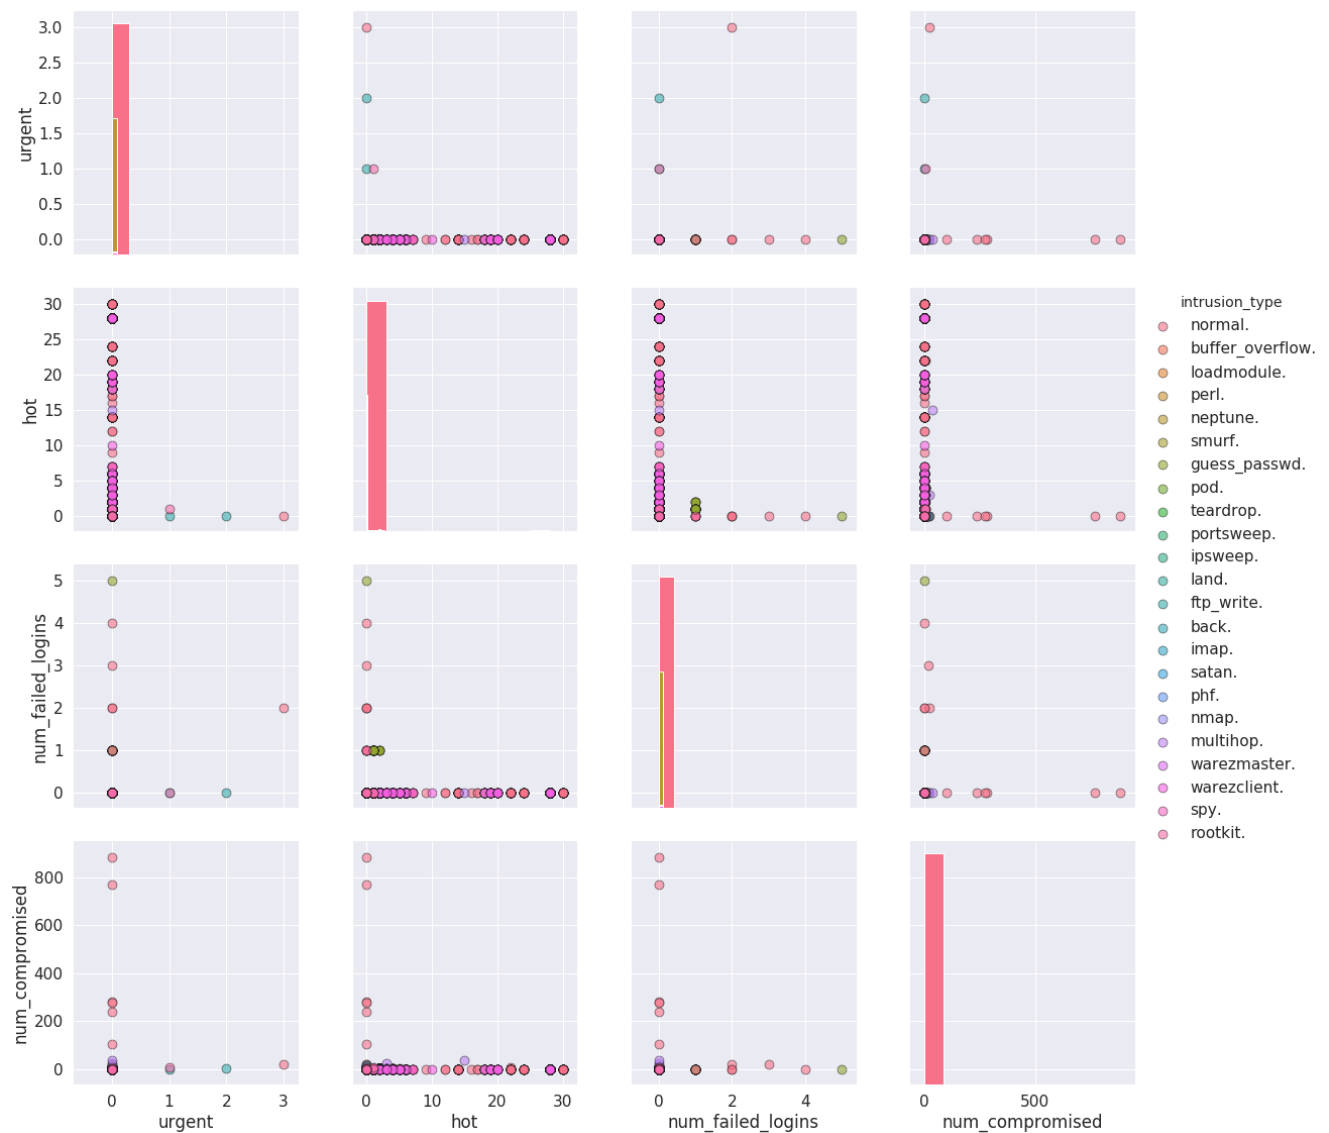 3.0
2.5
2.0
1.5
1.0
0.5
0.0
urgent
30
25
20
15
10
5
0
hot
intrusion_type
normal.
buffer_overflow.
loadmodule.
perl.
neptune.
smurf.
guess_passwd.
pod.
teardrop.
portsweep.
ipsweep.
land.
ftp_write.
back.
imap.
satan.
phf.
nmap.
multihop.
warezmaster.
warezclient.
spy.
rootkit.
5
4
3
2
1
0
num_failed_logins
800
600
400
200
0
num_compromised
0 1 2 3
0 10 20 30
0 2 4
0 500
urgent
hot
num_failed_logins
num_compromised